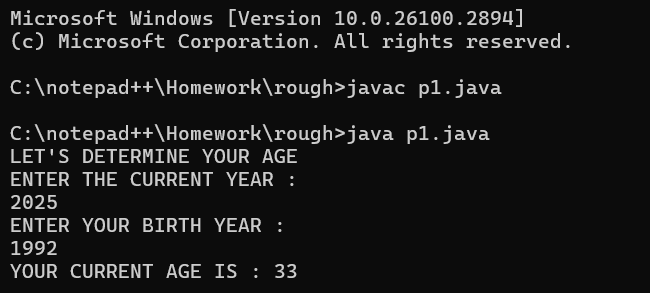 Microsoft Windows [Version 10.0.26100.2894]
(c) Microsoft Corporation. All rights reserved.
C:\notepad++\Homework\rough>javac p1.java
C:\notepad++\Homework\rough>java p1.java
LET'S DETERMINE YOUR AGE
ENTER THE CURRENT YEAR :
2025
ENTER YOUR BIRTH YEAR :
1992
YOUR CURRENT AGE IS : 33